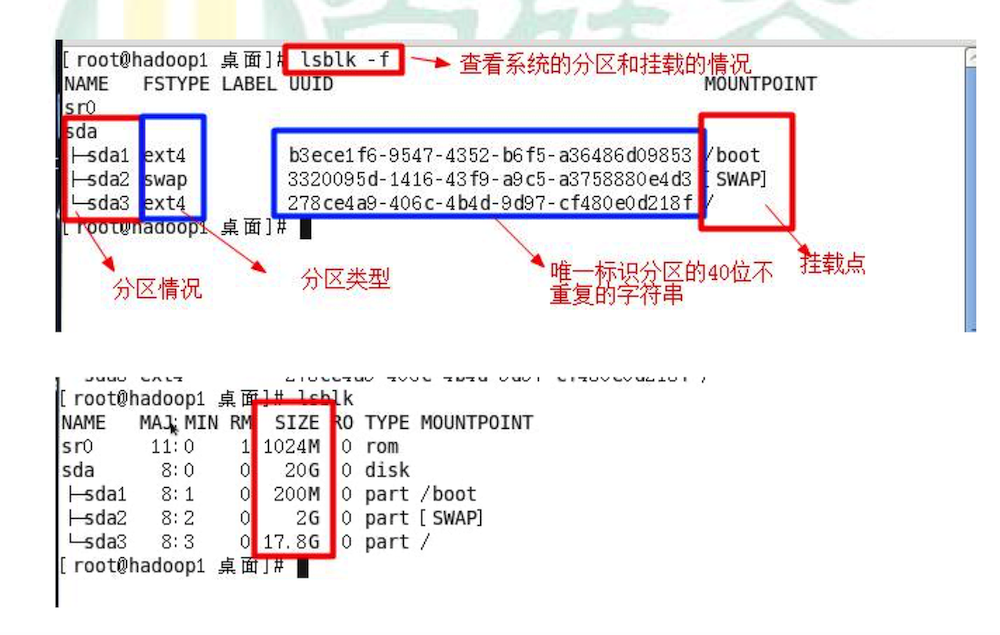 [root@hadoop1 桌面]# lsblk -f 查看系统的分区和挂载的情况
NAME FSTYPE LABEL UUID MOUNTPOINT
sr0
sda
├─sda1 ext4 b3ece1f6-9547-4352-b6f5-a36486d09853 /boot
├─sda2 swap 3320095d-1416-43f9-a9c5-a3758880e4d3 [SWAP]
└─sda3 ext4 278ce4a9-406c-4b4d-9d97-cf480e0d218f /
[root@hadoop1 桌面]#
分区情况
分区类型
唯一标识分区的40位不
重复的字符串
挂载点
[root@hadoop1 桌面]# lsblk
NAME MAJ:MIN RM SIZE RO TYPE MOUNTPOINT
sr0 11:0 1 1024M 0 rom
sda 8:0 0 20G 0 disk
├─sda1 8:1 0 200M 0 part /boot
├─sda2 8:2 0 2G 0 part [SWAP]
└─sda3 8:3 0 17.8G 0 part /
[root@hadoop1 桌面]#